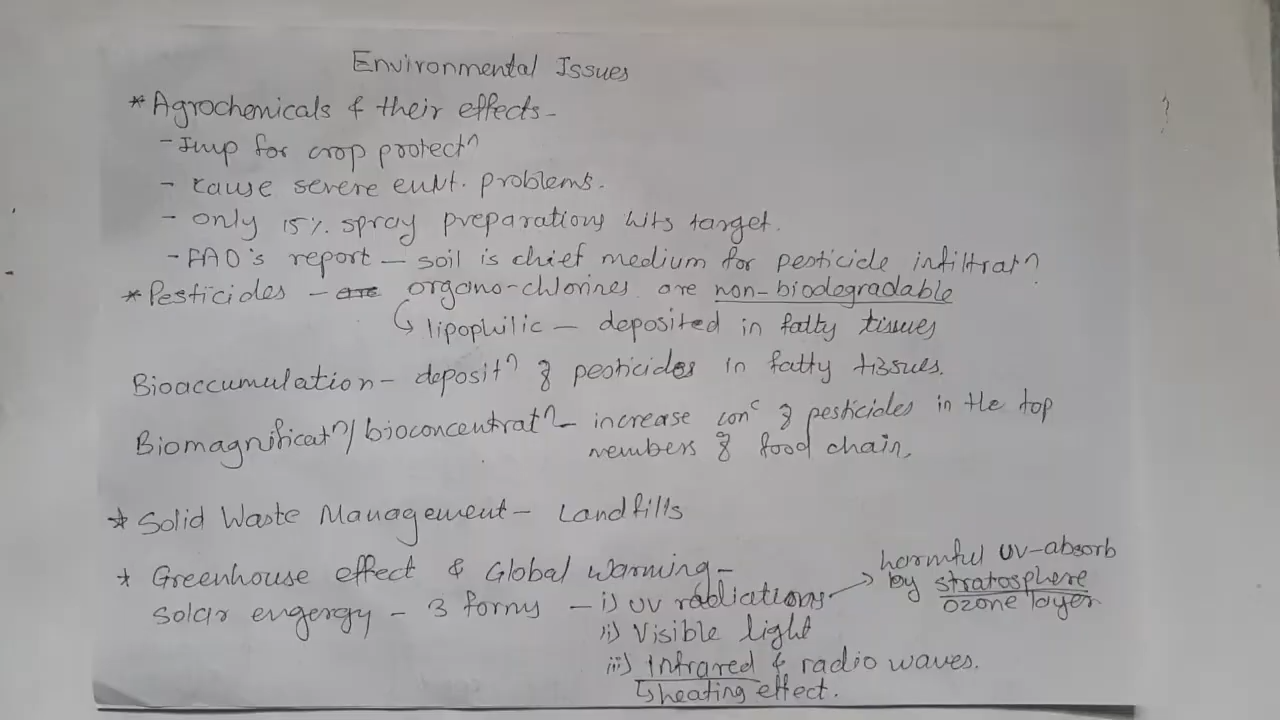 Environmental Issues
* Agrochemicals & their effects -
- Imp for crop protectⁿ
- cause severe envt. problems.
- only 15% spray preparations hits target.
- FAO's report - soil is chief medium for pesticide infiltratⁿ
* Pesticides - are organo-chlorines are non-biodegradable
↳ lipophilic - deposited in fatty tissues
Bioaccumulation - depositⁿ of pesticides in fatty tissues.
Biomagnificatⁿ/bioconcentratⁿ - increase conᶜ of pesticides in the top
members of food chain.
* Solid Waste Management - Landfills
* Greenhouse effect & Global Warming -
Solar engergy - 3 forms - i) UV radiations → harmful UV-absorb
by stratosphere
ozone layer
ii) Visible light
iii) Infrared & radio waves.
↳ heating effect.